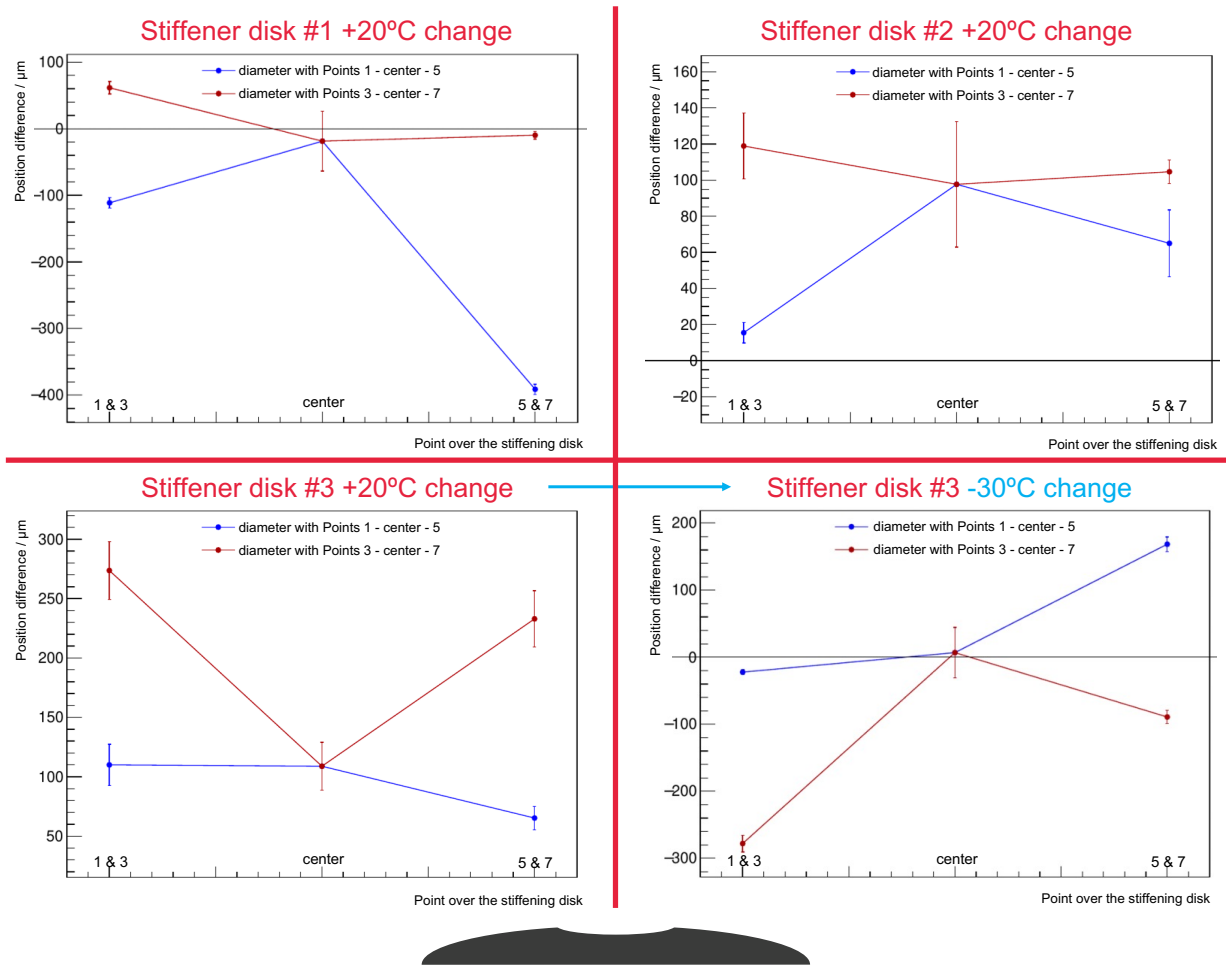 Stiffener disk #1 +20ºC change
Position difference / µm
diameter with Points 1 - center - 5
diameter with Points 3 - center - 7
100
0
−100
−200
−300
−400
1 & 3 center 5 & 7
Point over the stiffening disk
Stiffener disk #2 +20ºC change
Position difference / µm
diameter with Points 1 - center - 5
diameter with Points 3 - center - 7
160
140
120
100
80
60
40
20
0
−20
1 & 3 center 5 & 7
Point over the stiffening disk
Stiffener disk #3 +20ºC change
Position difference / µm
diameter with Points 1 - center - 5
diameter with Points 3 - center - 7
300
250
200
150
100
50
1 & 3 center 5 & 7
Point over the stiffening disk
Stiffener disk #3 -30ºC change
Position difference / µm
diameter with Points 1 - center - 5
diameter with Points 3 - center - 7
200
100
0
−100
−200
−300
1 & 3 center 5 & 7
Point over the stiffening disk